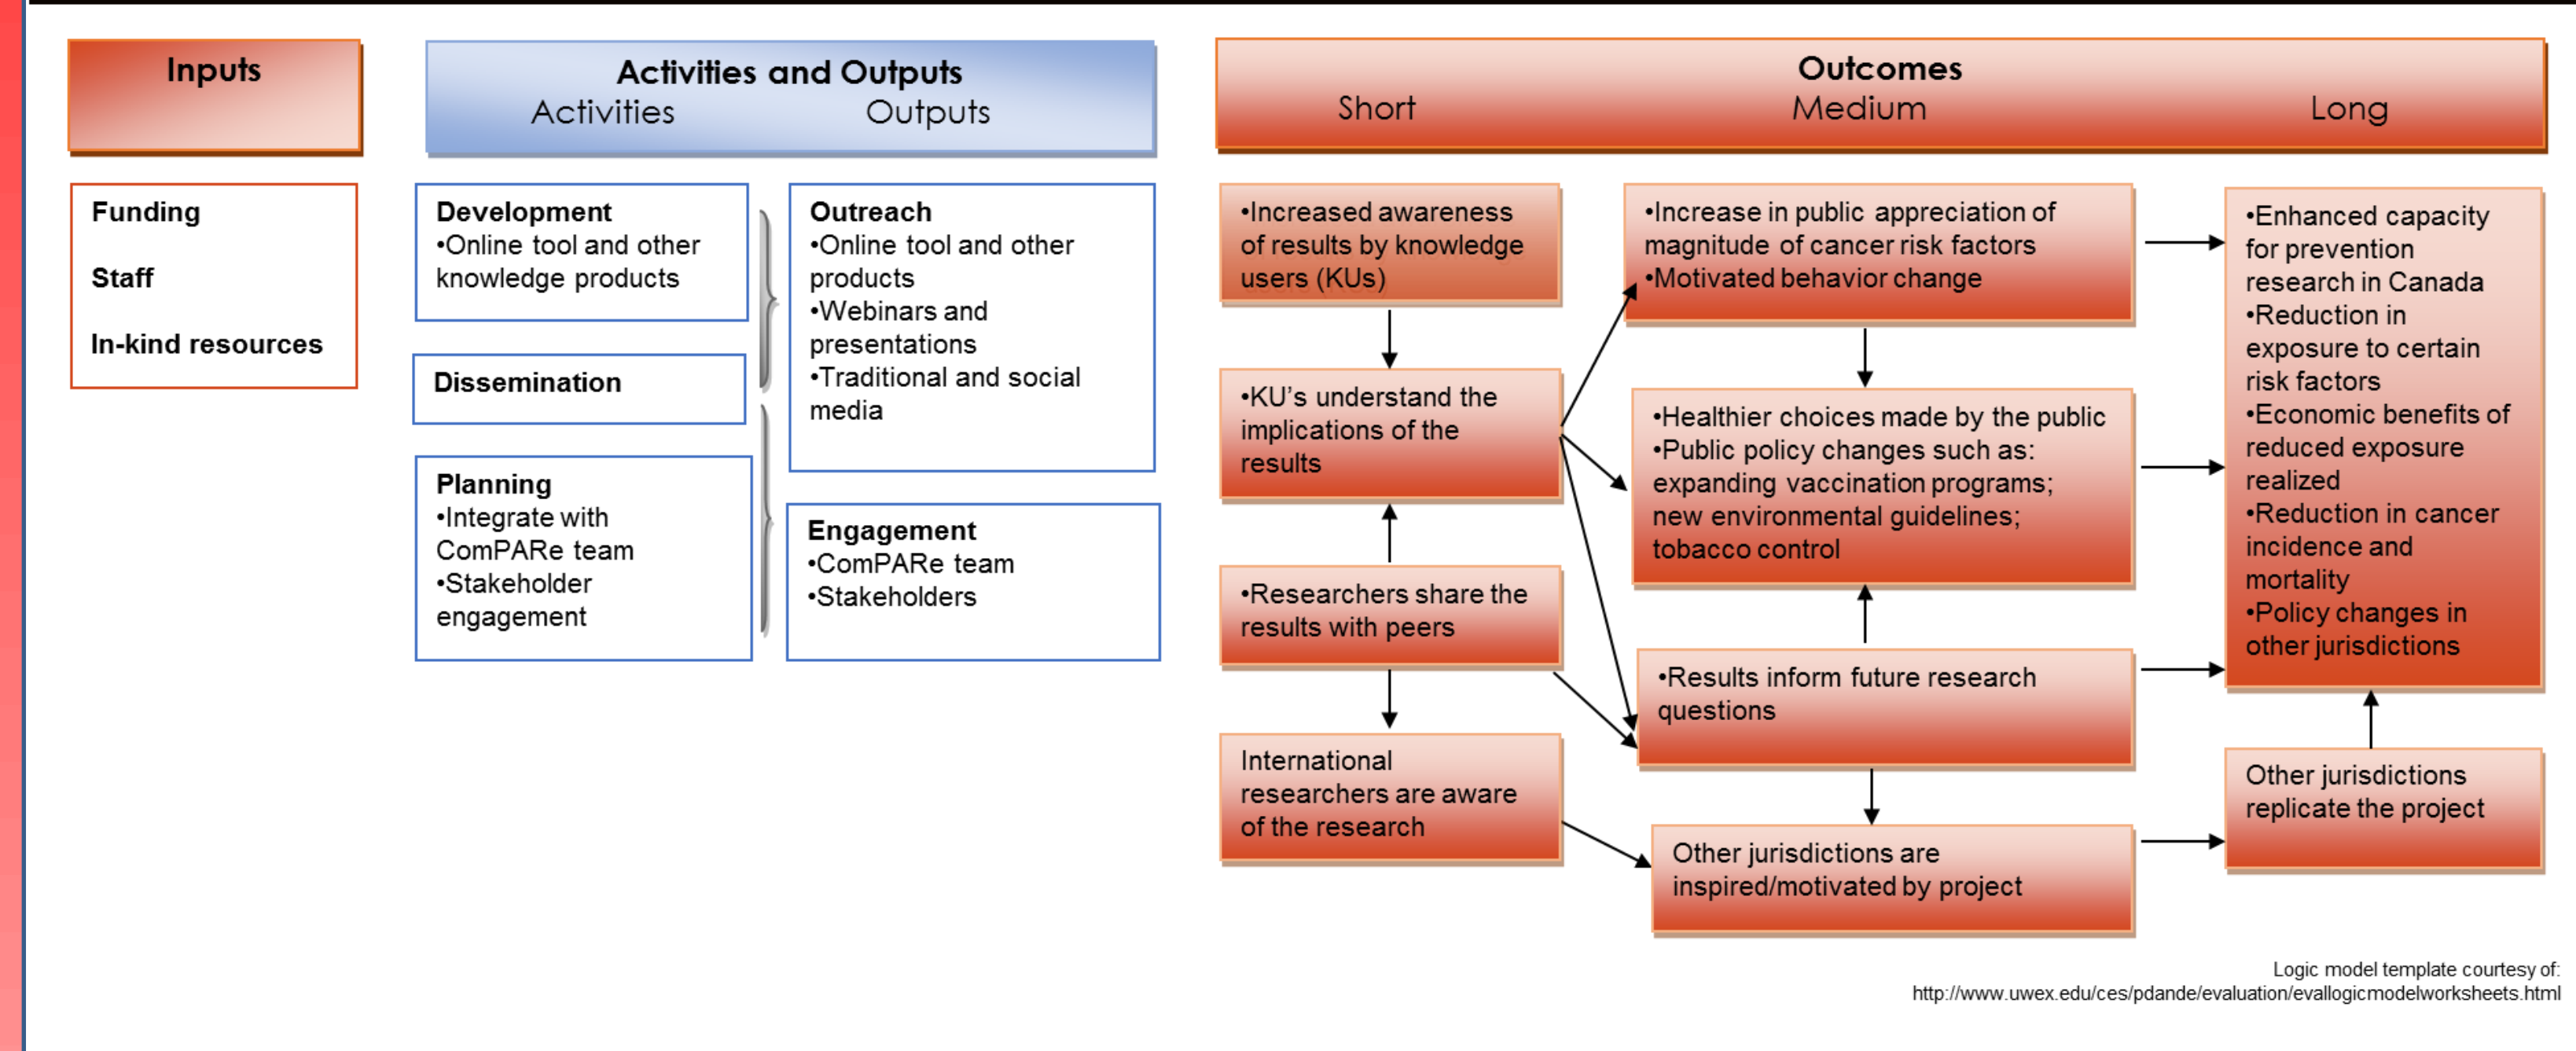 Inputs
Activities and Outputs
Activities
Outputs
Outcomes
Short
Medium
Long
Funding
Staff
In-kind resources
Development
•Online tool and other
knowledge products
Dissemination
Planning
•Integrate with
ComPARe team
•Stakeholder
engagement
Outreach
•Online tool and other
products
•Webinars and
presentations
•Traditional and social
media
Engagement
•ComPARe team
•Stakeholders
•Increased awareness
of results by knowledge
users (KUs)
•KU’s understand the
implications of the
results
•Researchers share the
results with peers
International
researchers are aware
of the research
•Increase in public appreciation of
magnitude of cancer risk factors
•Motivated behavior change
•Healthier choices made by the public
•Public policy changes such as:
expanding vaccination programs;
new environmental guidelines;
tobacco control
•Results inform future research
questions
Other jurisdictions are
inspired/motivated by project
•Enhanced capacity
for prevention
research in Canada
•Reduction in
exposure to certain
risk factors
•Economic benefits of
reduced exposure
realized
•Reduction in cancer
incidence and
mortality
•Policy changes in
other jurisdictions
Other jurisdictions
replicate the project
Logic model template courtesy of:
http://www.uwex.edu/ces/pdande/evaluation/evallogicmodelworksheets.html